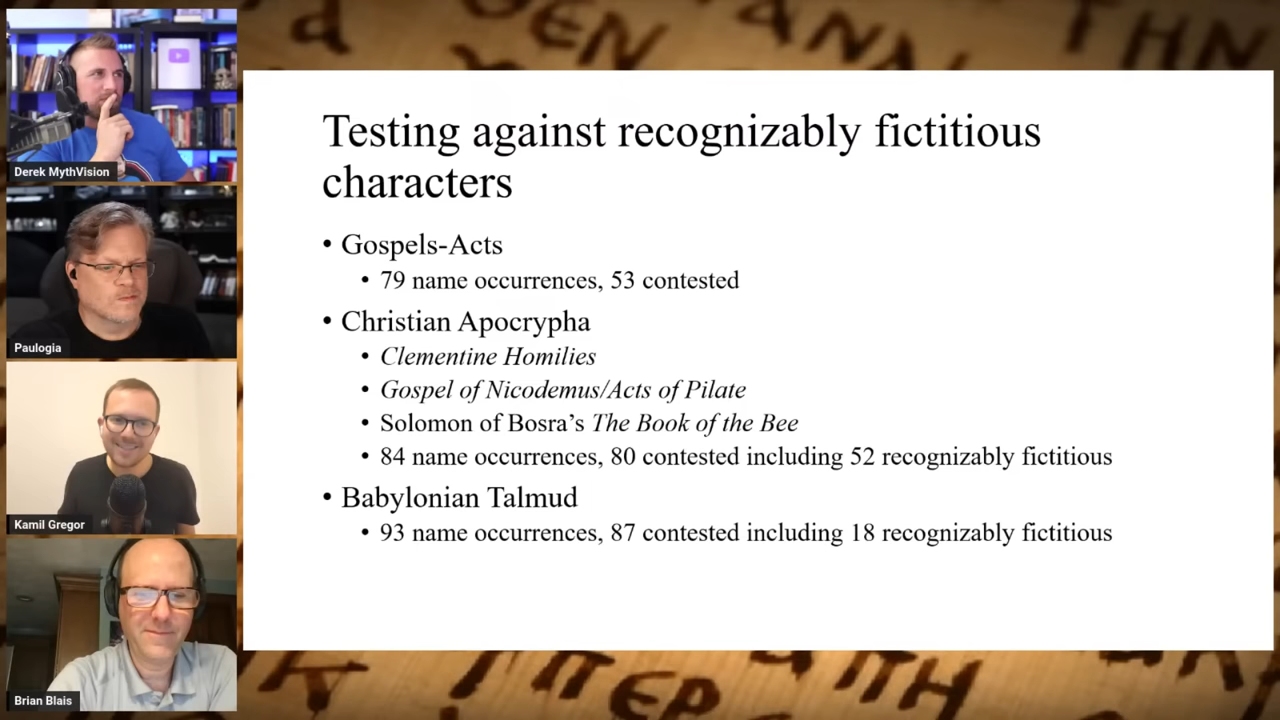 Derek MythVision
Paulogia
Kamil Gregor
Brian Blais
Testing against recognizably fictitious
characters
• Gospels-Acts
• 79 name occurrences, 53 contested
• Christian Apocrypha
• Clementine Homilies
• Gospel of Nicodemus/Acts of Pilate
• Solomon of Bosra’s The Book of the Bee
• 84 name occurrences, 80 contested including 52 recognizably fictitious
• Babylonian Talmud
• 93 name occurrences, 87 contested including 18 recognizably fictitious